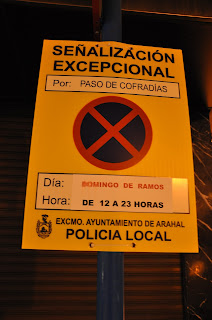 SEÑALIZACIÓN
EXCEPCIONAL
Por: PASO DE COFRADÍAS
Día: DOMINGO DE RAMOS
Hora: DE 12 A 23 HORAS
EXCMO. AYUNTAMIENTO DE ARAHAL
POLICIA LOCAL